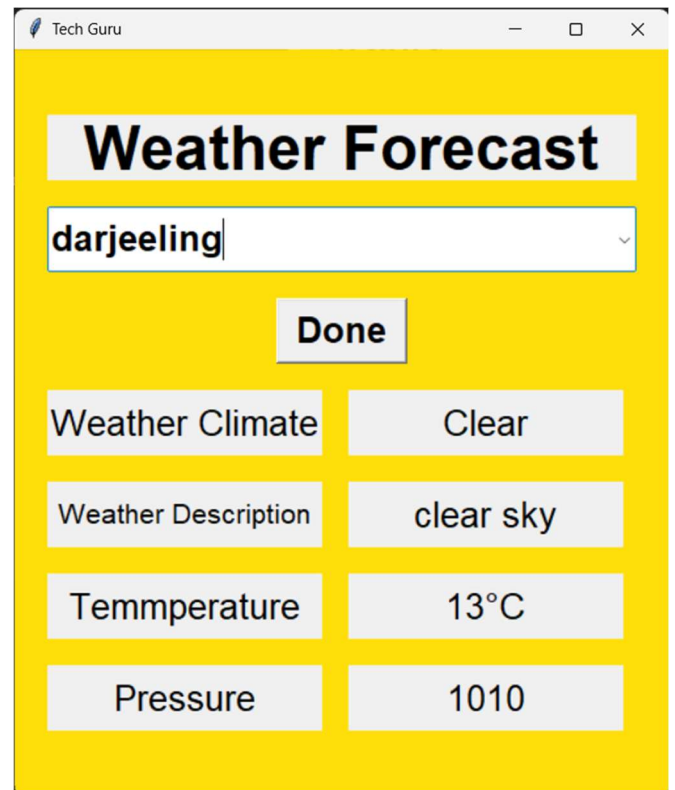 Tech Guru
Weather Forecast
darjeeling
Done
Weather Climate Clear
Weather Description clear sky
Temmperature 13°C
Pressure 1010